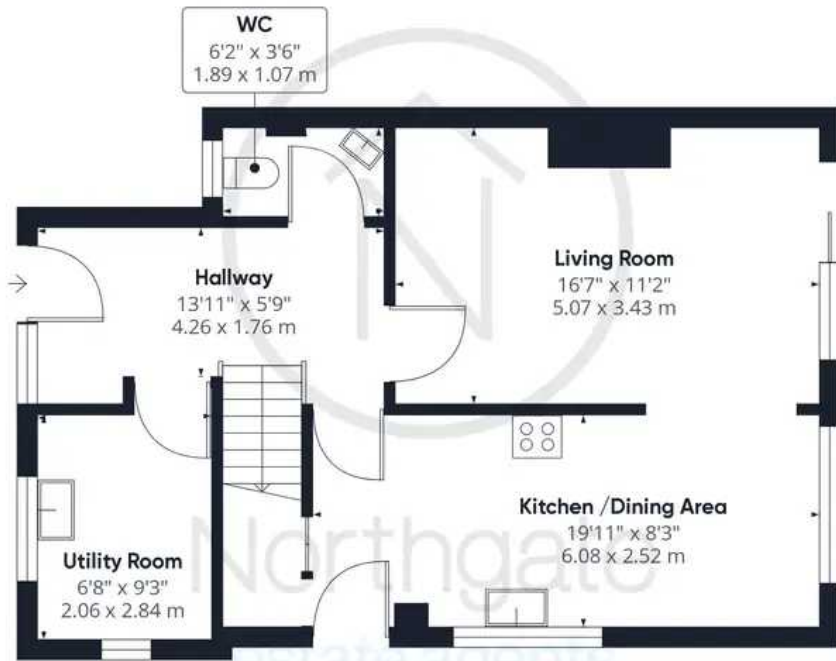 WC
6'2" x 3'6"
1.89 x 1.07 m
Hallway
13'11" x 5'9"
4.26 x 1.76 m
Living Room
16'7" x 11'2"
5.07 x 3.43 m
Kitchen /Dining Area
19'11" x 8'3"
6.08 x 2.52 m
Utility Room
6'8" x 9'3"
2.06 x 2.84 m
Northgate
estate agents